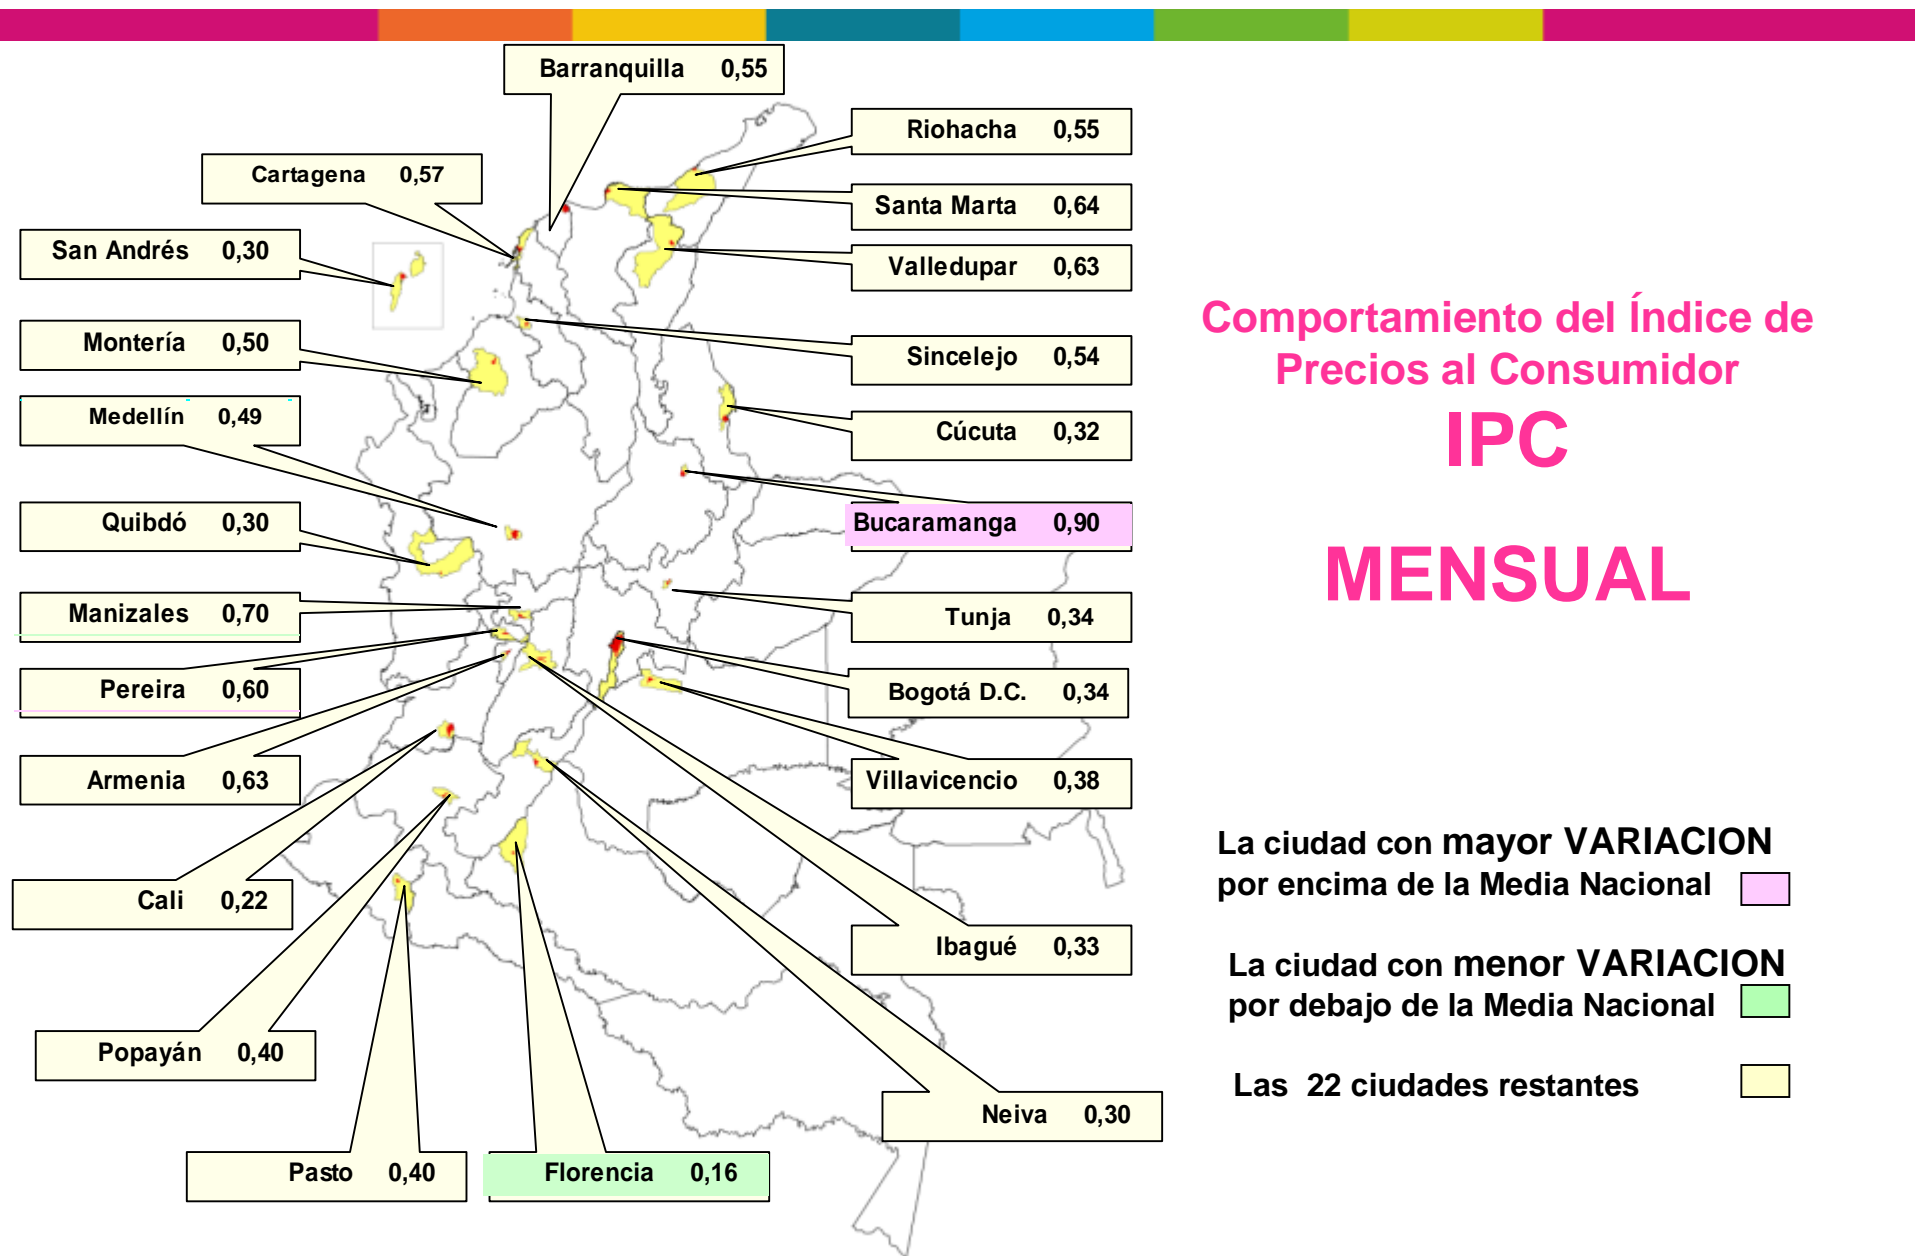 Barranquilla 0,55
Riohacha 0,55
Cartagena 0,57
Santa Marta 0,64
San Andrés 0,30
Valledupar 0,63
Montería 0,50
Sincelejo 0,54
Medellín 0,49
Cúcuta 0,32
Quibdó 0,30
Bucaramanga 0,90
Manizales 0,70
Tunja 0,34
Pereira 0,60
Bogotá D.C. 0,34
Armenia 0,63
Villavicencio 0,38
Cali 0,22
Ibagué 0,33
Popayán 0,40
Neiva 0,30
Pasto 0,40
Florencia 0,16
Comportamiento del Índice de
Precios al Consumidor
IPC
MENSUAL
La ciudad con mayor VARIACION
por encima de la Media Nacional
La ciudad con menor VARIACION
por debajo de la Media Nacional
Las 22 ciudades restantes